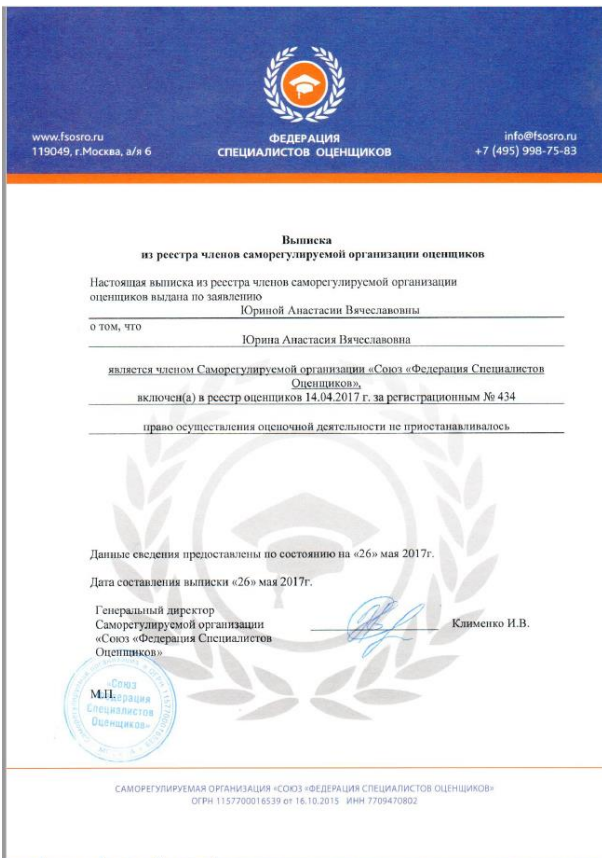 www.fsosro.ru
119049, г.Москва, а/я 6
ФЕДЕРАЦИЯ
СПЕЦИАЛИСТОВ ОЦЕНЩИКОВ
info@fsosro.ru
+7 (495) 998-75-83
Выписка
из реестра членов саморегулируемой организации оценщиков
Настоящая выписка из реестра членов саморегулируемой организации
оценщиков выдана по заявлению
Юриной Анастасии Вячеславовны
о том, что
Юрина Анастасия Вячеславовна
является членом Саморегулируемой организации «Союз «Федерация Специалистов
Оценщиков»,
включен(а) в реестр оценщиков 14.04.2017 г. за регистрационным № 434
право осуществления оценочной деятельности не приостанавливалось
Данные сведения предоставлены по состоянию на «26» мая 2017г.
Дата составления выписки «26» мая 2017г.
Генеральный директор
Саморегулируемой организации
«Союз «Федерация Специалистов
Оценщиков»
Клименко И.В.
М.П.
«Союз
Федерация
Специалистов
Оценщиков»
САМОРЕГУЛИРУЕМАЯ ОРГАНИЗАЦИЯ «СОЮЗ «ФЕДЕРАЦИЯ СПЕЦИАЛИСТОВ ОЦЕНЩИКОВ»
ОГРН 1157700016539 от 16.10.2015 ИНН 7709470802